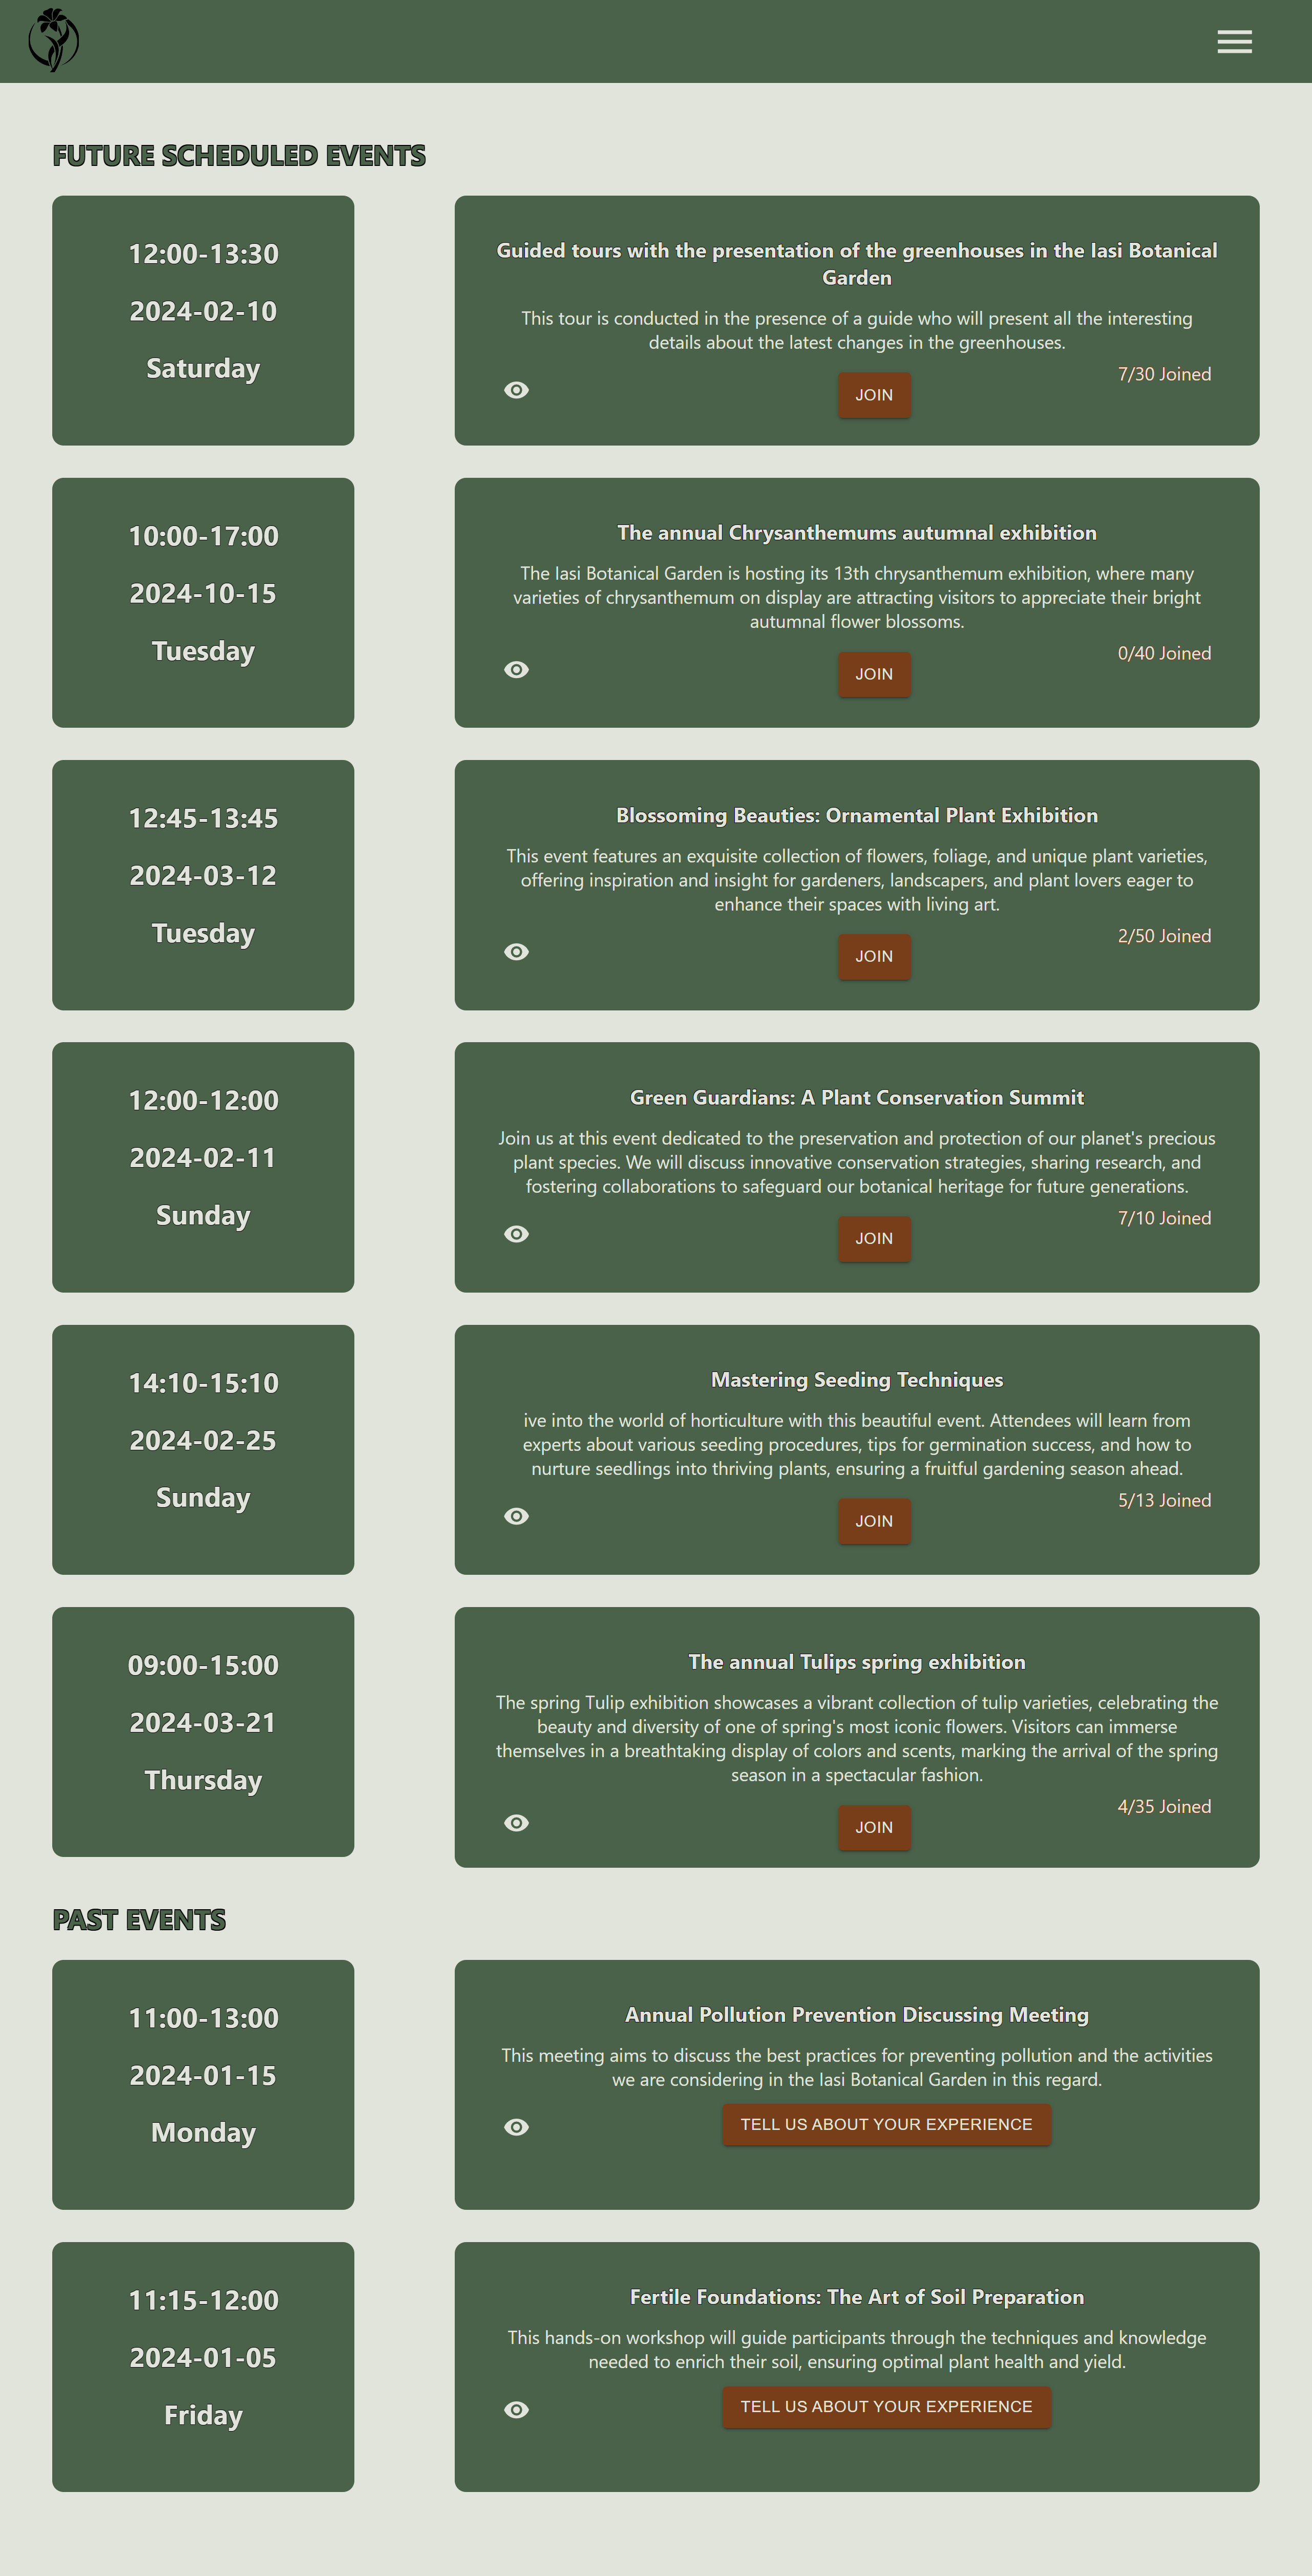 FUTURE SCHEDULED EVENTS
12:00-13:30
2024-02-10
Saturday
Guided tours with the presentation of the greenhouses in the Iasi Botanical
Garden
This tour is conducted in the presence of a guide who will present all the interesting
details about the latest changes in the greenhouses.
7/30 Joined
JOIN
10:00-17:00
2024-10-15
Tuesday
The annual Chrysanthemums autumnal exhibition
The Iasi Botanical Garden is hosting its 13th chrysanthemum exhibition, where many
varieties of chrysanthemum on display are attracting visitors to appreciate their bright
autumnal flower blossoms.
0/40 Joined
JOIN
12:45-13:45
2024-03-12
Tuesday
Blossoming Beauties: Ornamental Plant Exhibition
This event features an exquisite collection of flowers, foliage, and unique plant varieties,
offering inspiration and insight for gardeners, landscapers, and plant lovers eager to
enhance their spaces with living art.
2/50 Joined
JOIN
12:00-12:00
2024-02-11
Sunday
Green Guardians: A Plant Conservation Summit
Join us at this event dedicated to the preservation and protection of our planet's precious
plant species. We will discuss innovative conservation strategies, sharing research, and
fostering collaborations to safeguard our botanical heritage for future generations.
7/10 Joined
JOIN
14:10-15:10
2024-02-25
Sunday
Mastering Seeding Techniques
ive into the world of horticulture with this beautiful event. Attendees will learn from
experts about various seeding procedures, tips for germination success, and how to
nurture seedlings into thriving plants, ensuring a fruitful gardening season ahead.
5/13 Joined
JOIN
09:00-15:00
2024-03-21
Thursday
The annual Tulips spring exhibition
The spring Tulip exhibition showcases a vibrant collection of tulip varieties, celebrating the
beauty and diversity of one of spring's most iconic flowers. Visitors can immerse
themselves in a breathtaking display of colors and scents, marking the arrival of the spring
season in a spectacular fashion.
4/35 Joined
JOIN
PAST EVENTS
11:00-13:00
2024-01-15
Monday
Annual Pollution Prevention Discussing Meeting
This meeting aims to discuss the best practices for preventing pollution and the activities
we are considering in the Iasi Botanical Garden in this regard.
TELL US ABOUT YOUR EXPERIENCE
11:15-12:00
2024-01-05
Friday
Fertile Foundations: The Art of Soil Preparation
This hands-on workshop will guide participants through the techniques and knowledge
needed to enrich their soil, ensuring optimal plant health and yield.
TELL US ABOUT YOUR EXPERIENCE